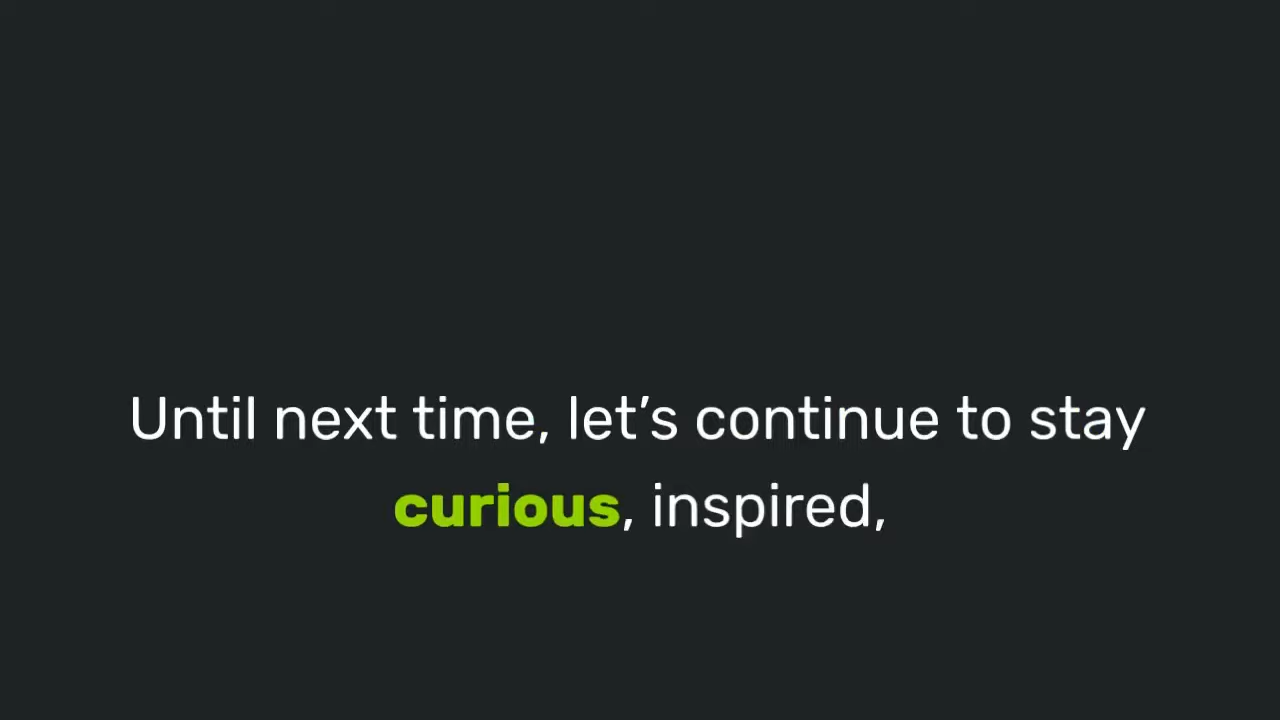 Until next time, let’s continue to stay
curious, inspired,